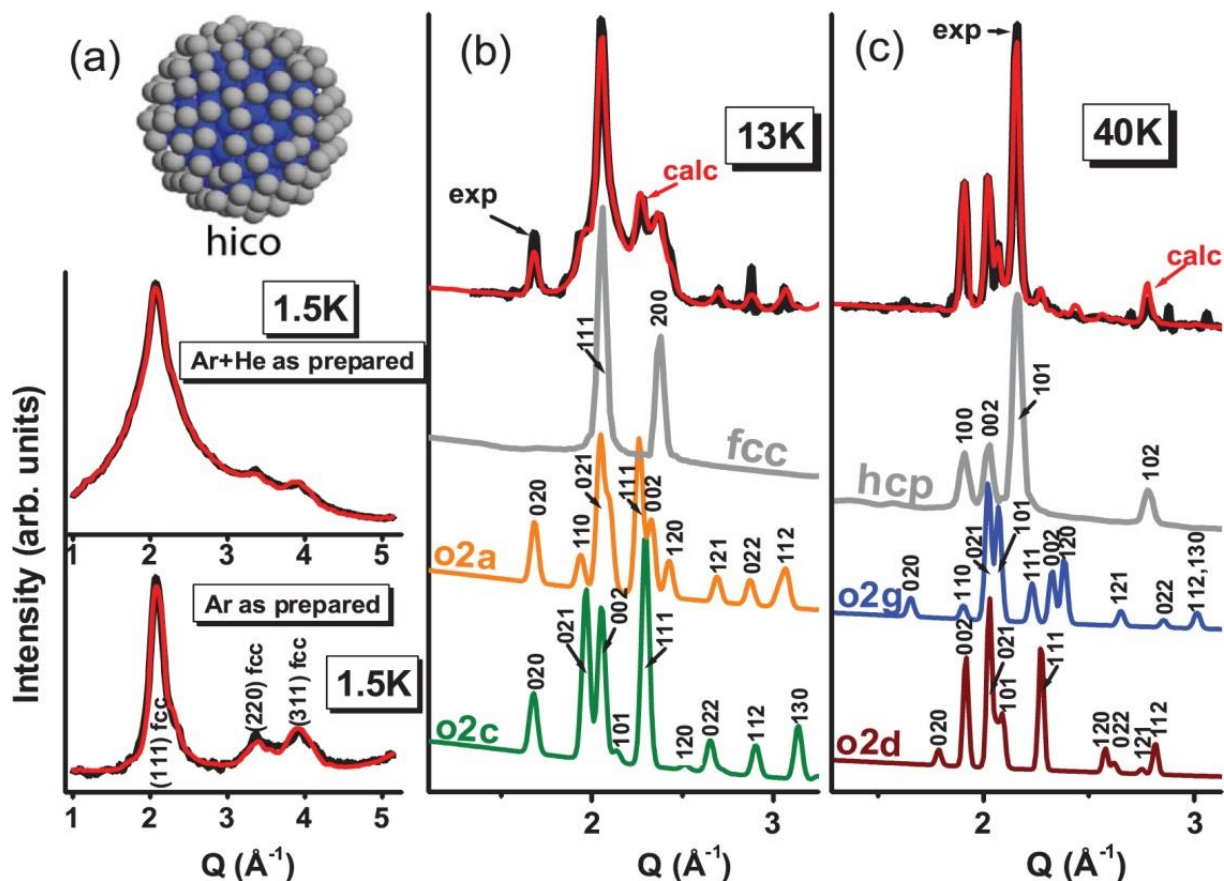 (a)
hico
1.5K
Ar+He as prepared
1 2 3 4 5
Ar as prepared
1.5K
(111) fcc
(220) fcc
(311) fcc
1 2 3 4 5
Q (Å⁻¹)
Intensity (arb. units)
(b)
13K
exp
calc
111
200
fcc
o2a
020
110
021
111
002
120
121
022
112
o2c
020
021
002
101
111
120
022
112
130
2 3
Q (Å⁻¹)
(c)
exp
40K
calc
hcp
100
002
101
102
o2g
020
110
021
101
111
002
120
121
022
112,130
o2d
020
002
021
101
111
120
022
121
112
2 3
Q (Å⁻¹)